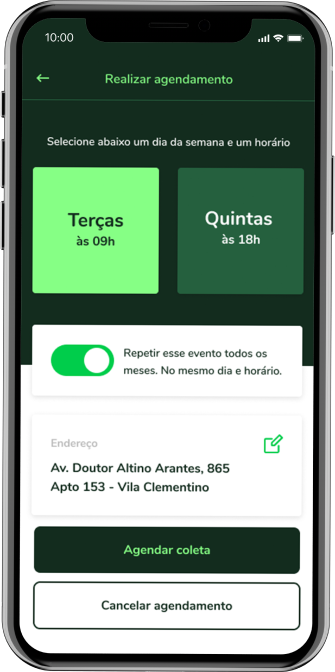 10:00
Realizar agendamento
Selecione abaixo um dia da semana e um horário
Terças
às 09h
Quintas
às 18h
Repetir esse evento todos os
meses. No mesmo dia e horário.
Endereço
Av. Doutor Altino Arantes, 865
Apto 153 - Vila Clementino
Agendar coleta
Cancelar agendamento